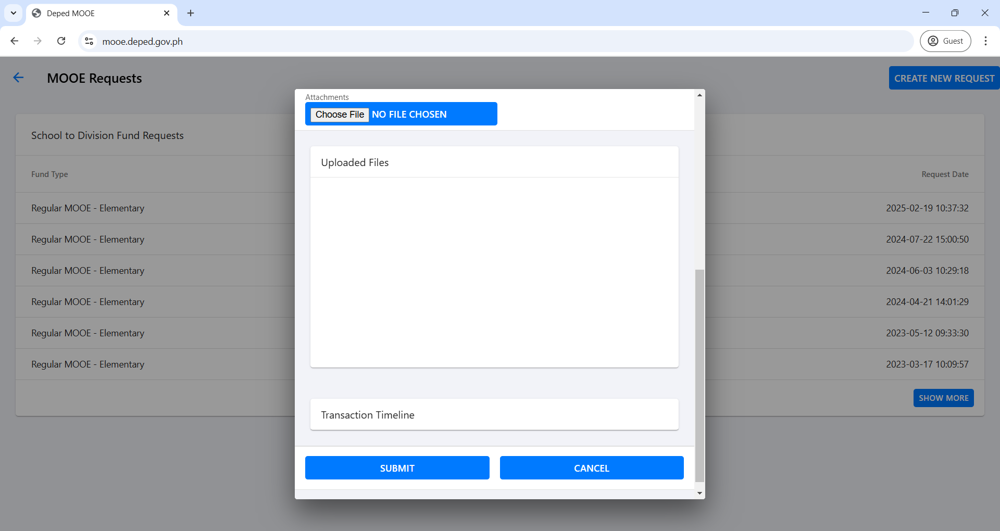 Deped MOOE
mooe.deped.gov.ph
Guest
MOOE Requests
CREATE NEW REQUEST
School to Division Fund Requests
Fund Type
Request Date
Regular MOOE - Elementary
2025-02-19 10:37:32
Regular MOOE - Elementary
2024-07-22 15:00:50
Regular MOOE - Elementary
2024-06-03 10:29:18
Regular MOOE - Elementary
2024-04-21 14:01:29
Regular MOOE - Elementary
2023-05-12 09:33:30
Regular MOOE - Elementary
2023-03-17 10:09:57
SHOW MORE
Attachments
Choose File NO FILE CHOSEN
Uploaded Files
Transaction Timeline
SUBMIT
CANCEL